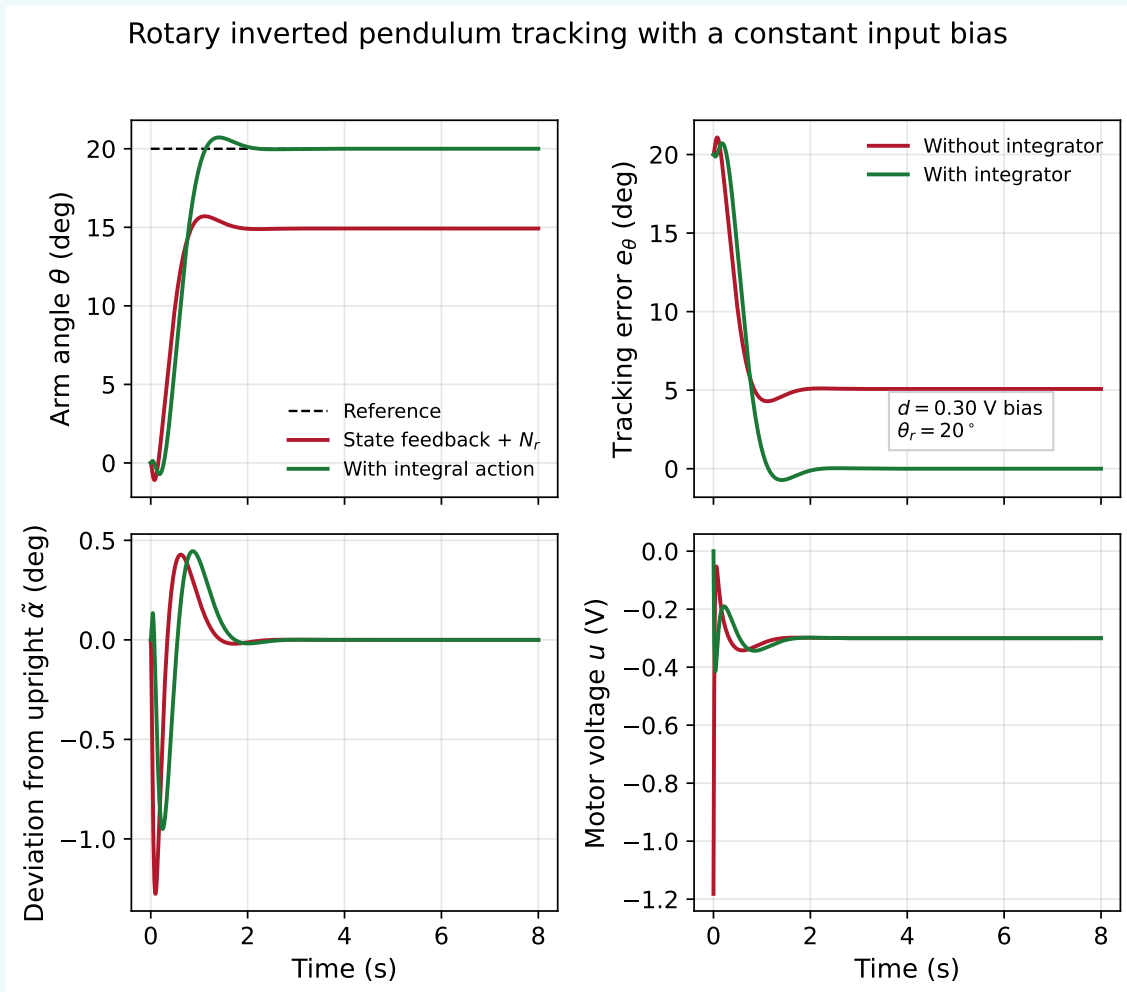 Rotary inverted pendulum tracking with a constant input bias
Arm angle θ (deg)
20
15
10
5
0
Reference
State feedback + Nᵣ
With integral action
Tracking error e_θ (deg)
20
15
10
5
0
Without integrator
With integrator
d = 0.30 V bias
θᵣ = 20°
Deviation from upright α̃ (deg)
0.5
0.0
−0.5
−1.0
0 2 4 6 8
Time (s)
Motor voltage u (V)
0.0
−0.2
−0.4
−0.6
−0.8
−1.0
−1.2
0 2 4 6 8
Time (s)